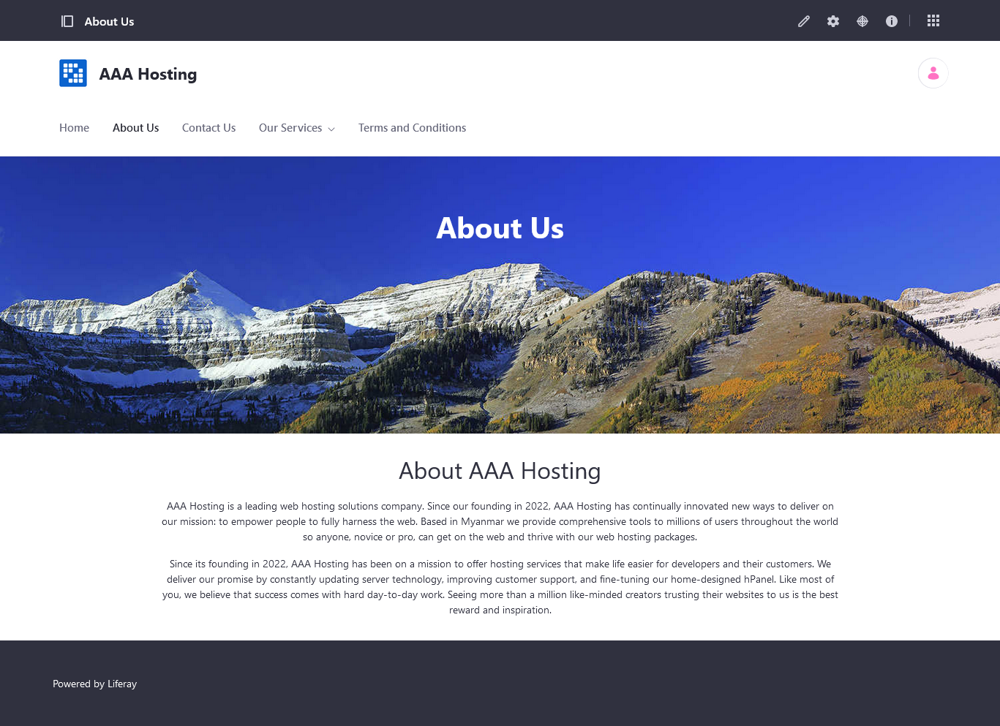 About Us
AAA Hosting
Home About Us Contact Us Our Services Terms and Conditions
About Us
About AAA Hosting
AAA Hosting is a leading web hosting solutions company. Since our founding in 2022, AAA Hosting has continually innovated new ways to deliver on
our mission: to empower people to fully harness the web. Based in Myanmar we provide comprehensive tools to millions of users throughout the world
so anyone, novice or pro, can get on the web and thrive with our web hosting packages.
Since its founding in 2022, AAA Hosting has been on a mission to offer hosting services that make life easier for developers and their customers. We
deliver our promise by constantly updating server technology, improving customer support, and fine-tuning our home-designed hPanel. Like most of
you, we believe that success comes with hard day-to-day work. Seeing more than a million like-minded creators trusting their websites to us is the best
reward and inspiration.
Powered by Liferay